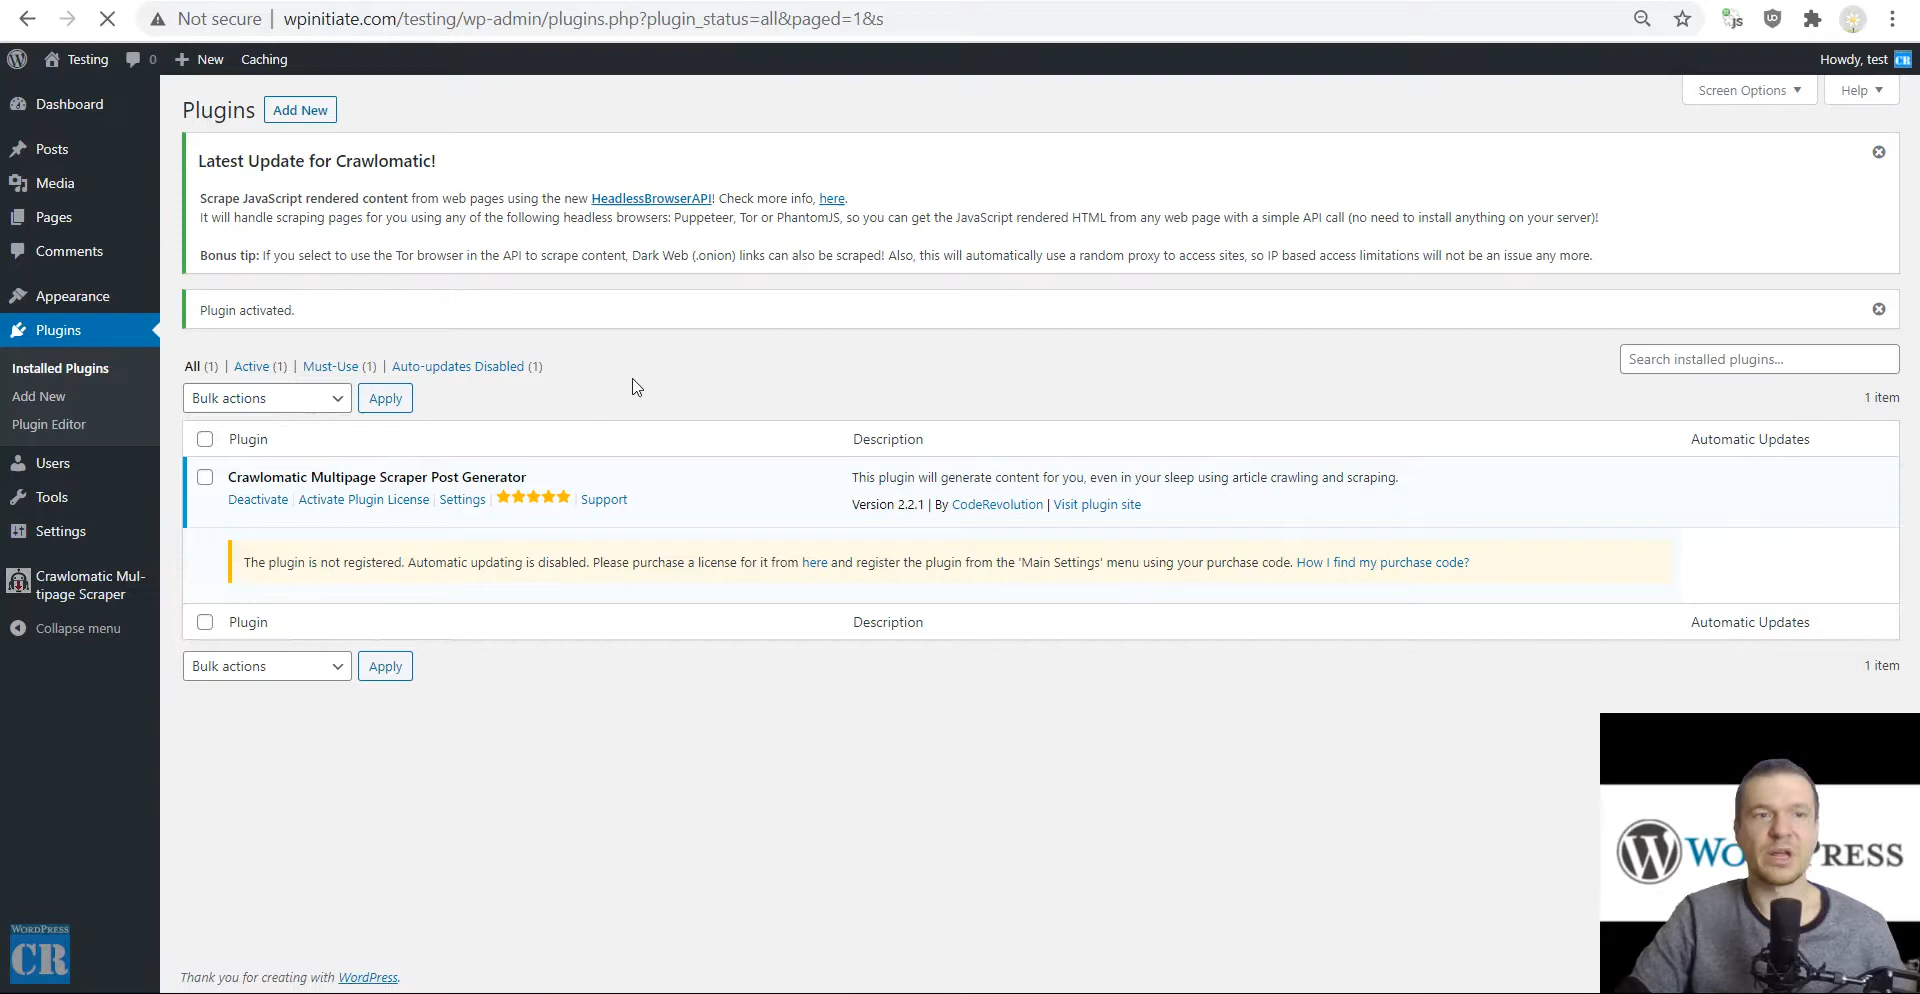 Not secure | wpinitiate.com/testing/wp-admin/plugins.php?plugin_status=all&paged=1&s
Testing 0 New Caching
Howdy, test CR
Dashboard
Posts
Media
Pages
Comments
Appearance
Plugins
Installed Plugins
Add New
Plugin Editor
Users
Tools
Settings
Crawlomatic Mul-
tipage Scraper
Collapse menu
WORDPRESS
CR
Screen Options
Help
Plugins Add New
Latest Update for Crawlomatic!
Scrape JavaScript rendered content from web pages using the new HeadlessBrowserAPI! Check more info, here.
It will handle scraping pages for you using any of the following headless browsers: Puppeteer, Tor or PhantomJS, so you can get the JavaScript rendered HTML from any web page with a simple API call (no need to install anything on your server)!
Bonus tip: If you select to use the Tor browser in the API to scrape content, Dark Web (.onion) links can also be scraped! Also, this will automatically use a random proxy to access sites, so IP based access limitations will not be an issue any more.
Plugin activated.
All (1) | Active (1) | Must-Use (1) | Auto-updates Disabled (1)
Search installed plugins...
Bulk actions Apply
1 item
Plugin Description Automatic Updates
Crawlomatic Multipage Scraper Post Generator
Deactivate | Activate Plugin License | Settings | Support
This plugin will generate content for you, even in your sleep using article crawling and scraping.
Version 2.2.1 | By CodeRevolution | Visit plugin site
The plugin is not registered. Automatic updating is disabled. Please purchase a license for it from here and register the plugin from the 'Main Settings' menu using your purchase code. How I find my purchase code?
Plugin Description Automatic Updates
Bulk actions Apply
1 item
Thank you for creating with WordPress.